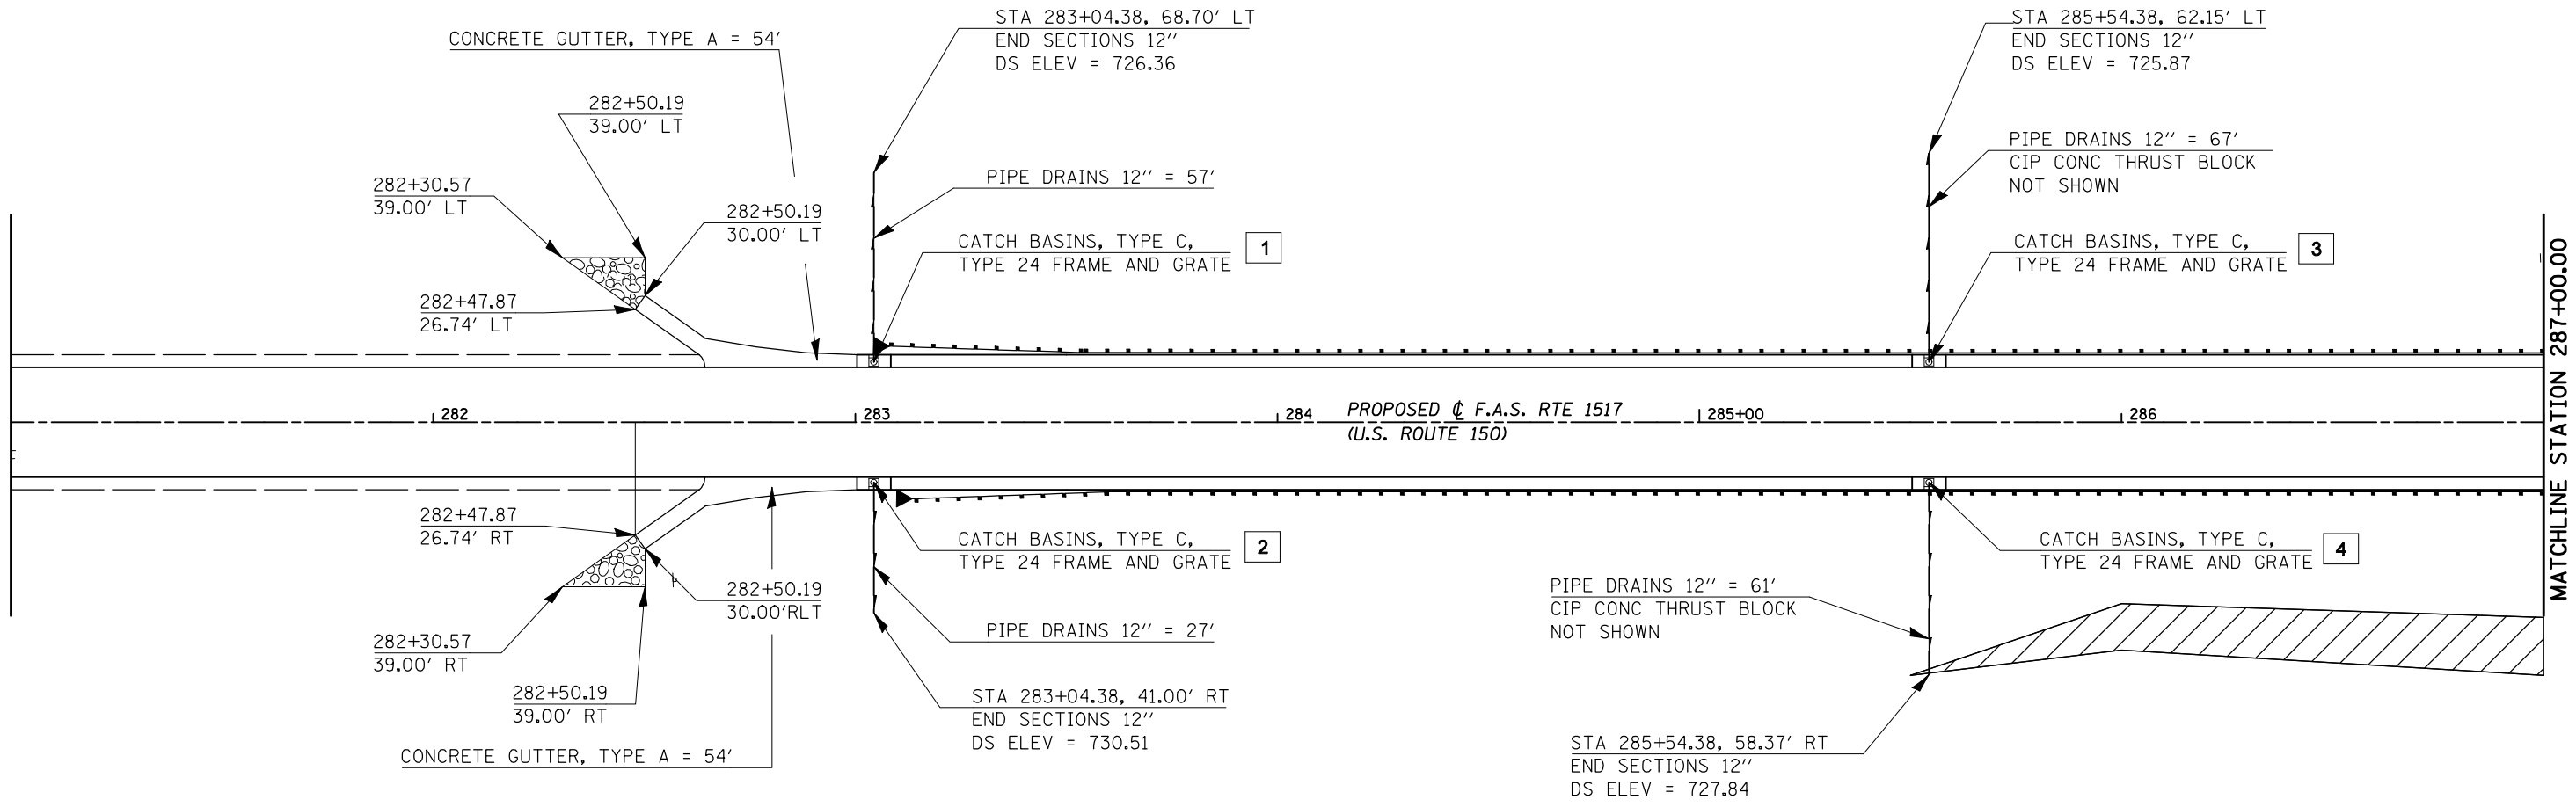 CONCRETE GUTTER, TYPE A = 54'
STA 283+04.38, 68.70' LT
END SECTIONS 12"
DS ELEV = 726.36
STA 285+54.38, 62.15' LT
END SECTIONS 12"
DS ELEV = 725.87
282+50.19
39.00' LT
PIPE DRAINS 12" = 67'
CIP CONC THRUST BLOCK
NOT SHOWN
282+30.57
39.00' LT
PIPE DRAINS 12" = 57'
282+50.19
30.00' LT
CATCH BASINS, TYPE C,
TYPE 24 FRAME AND GRATE
1
CATCH BASINS, TYPE C,
TYPE 24 FRAME AND GRATE
3
282+47.87
26.74' LT
MATCHLINE STATION 287+00.00
282
283
284
PROPOSED ℄ F.A.S. RTE 1517
(U.S. ROUTE 150)
285+00
286
282+47.87
26.74' RT
CATCH BASINS, TYPE C,
TYPE 24 FRAME AND GRATE
2
CATCH BASINS, TYPE C,
TYPE 24 FRAME AND GRATE
4
282+50.19
30.00'RLT
PIPE DRAINS 12" = 61'
CIP CONC THRUST BLOCK
NOT SHOWN
PIPE DRAINS 12" = 27'
282+30.57
39.00' RT
282+50.19
39.00' RT
STA 283+04.38, 41.00' RT
END SECTIONS 12"
DS ELEV = 730.51
CONCRETE GUTTER, TYPE A = 54'
STA 285+54.38, 58.37' RT
END SECTIONS 12"
DS ELEV = 727.84